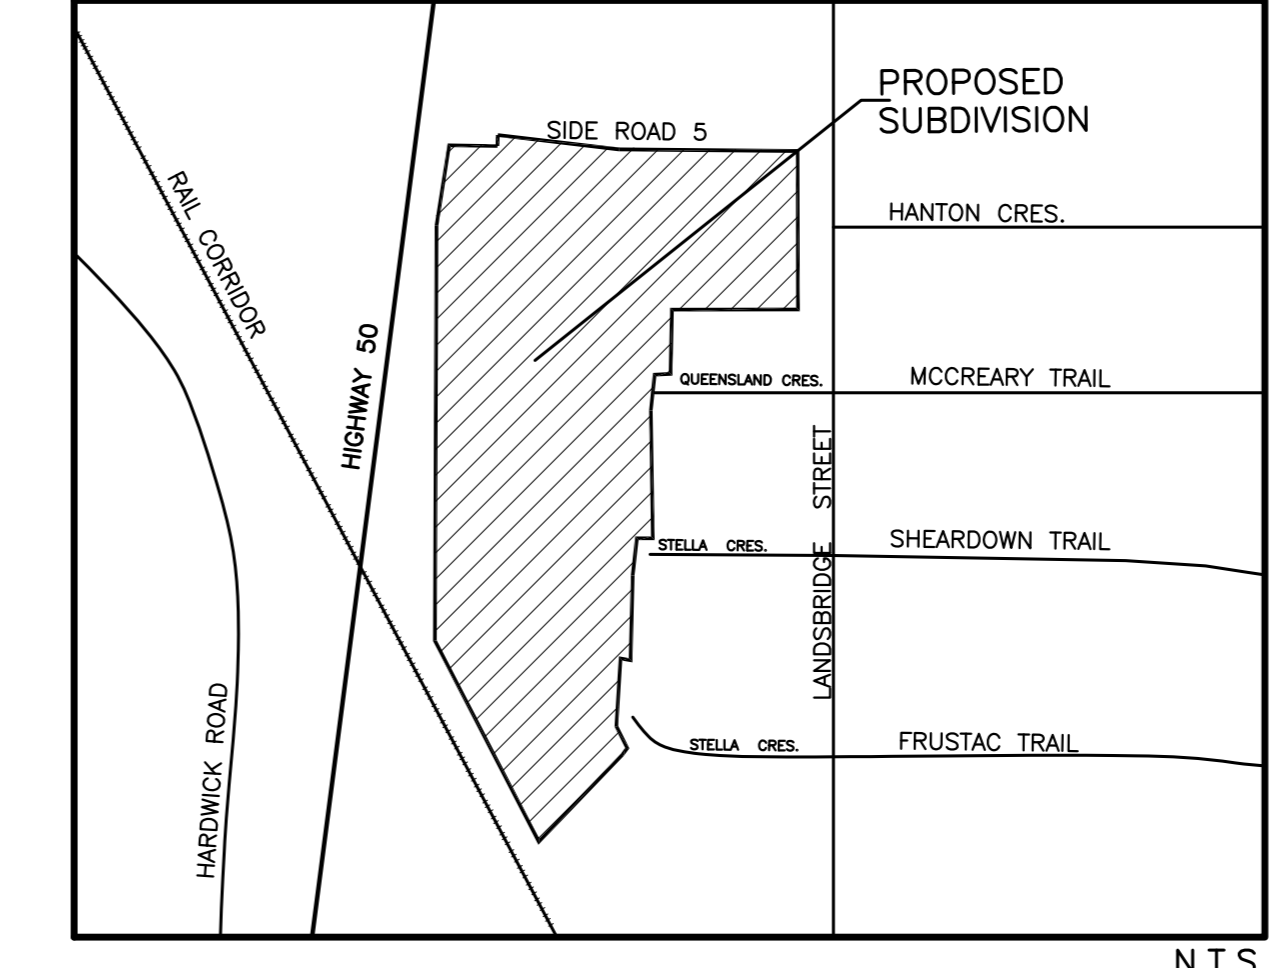 PROPOSED
SUBDIVISION
SIDE ROAD 5
RAIL CORRIDOR
HANTON CRES.
HIGHWAY 50
QUEENSLAND CRES.
MCCREARY TRAIL
LANDSBRIDGE STREET
STELLA CRES.
SHEARDOWN TRAIL
HARDWICK ROAD
STELLA CRES.
FRUSTAC TRAIL
N.T.S.